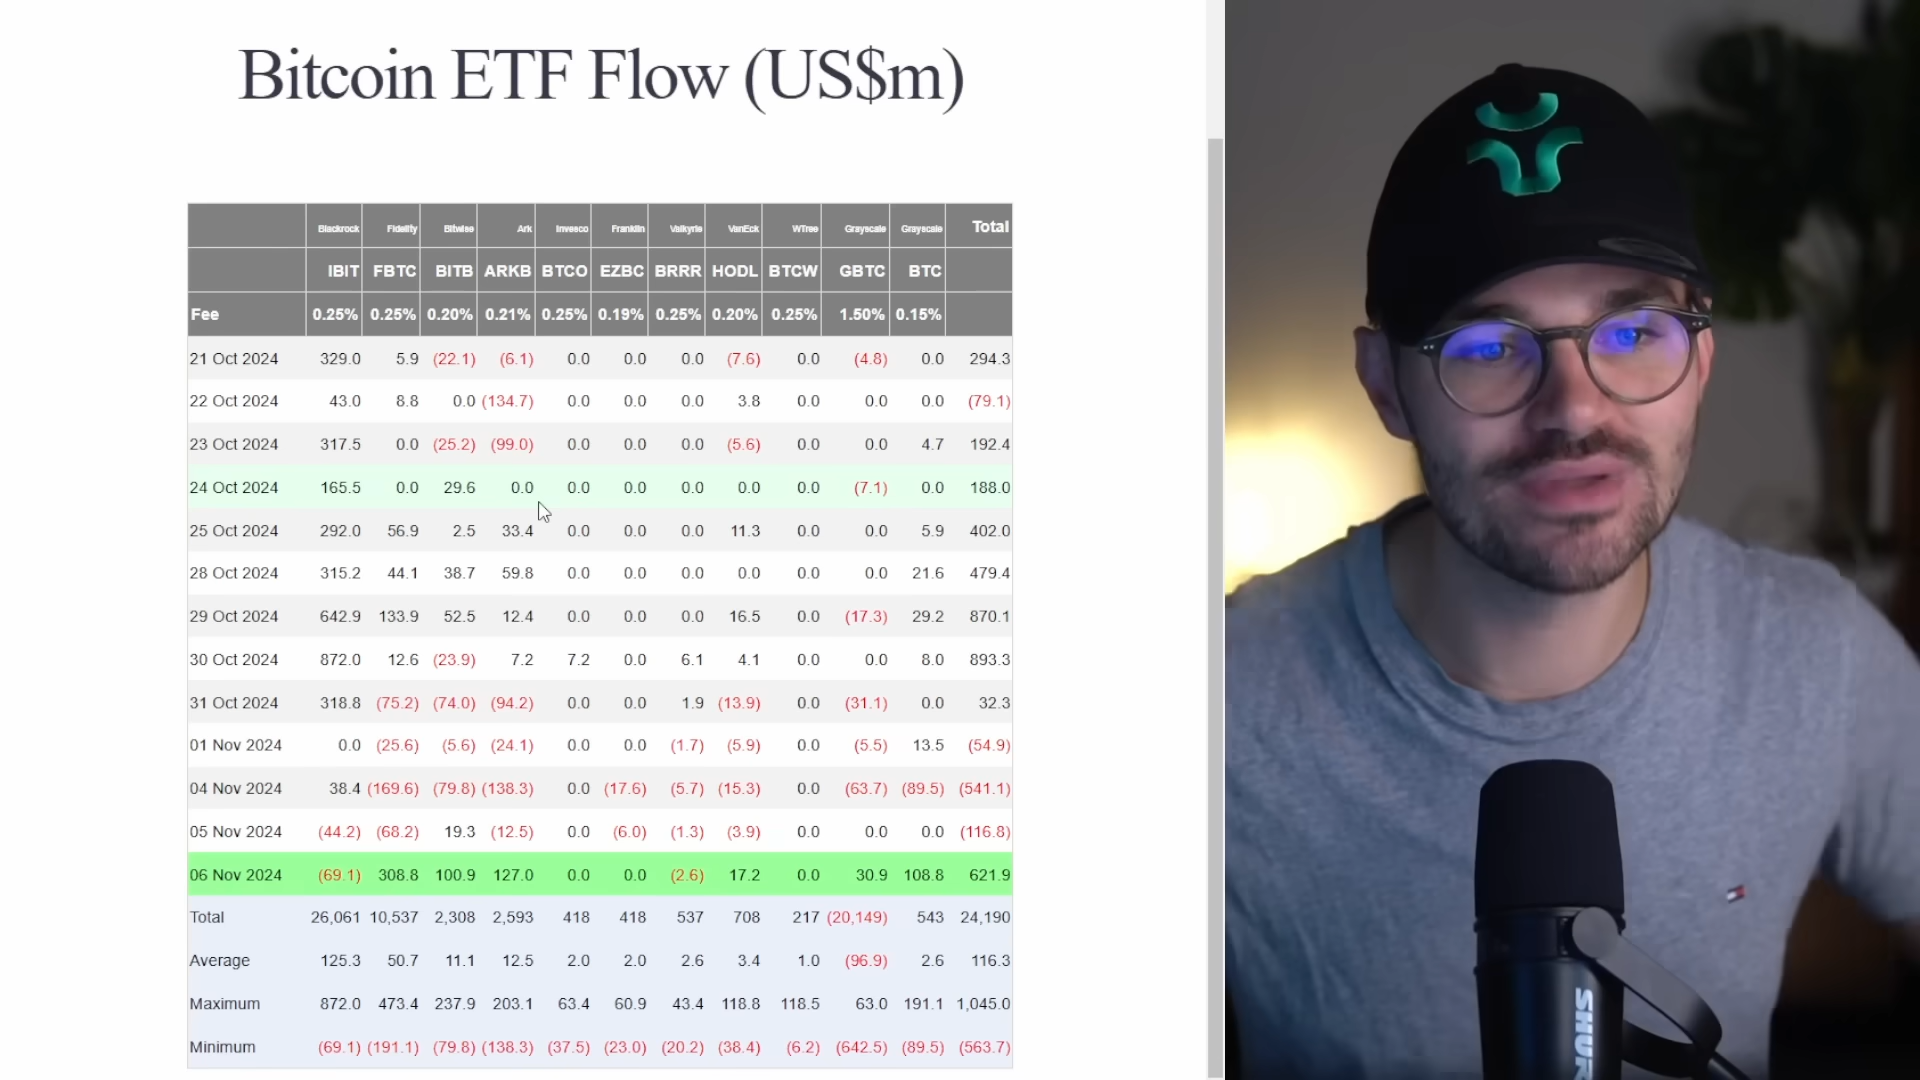 Bitcoin ETF Flow (US$m)
Blackrock Fidelity Bitwise Ark Invesco Franklin Valkyrie VanEck WTree Grayscale Grayscale Total
IBIT FBTC BITB ARKB BTCO EZBC BRRR HODL BTCW GBTC BTC
Fee 0.25% 0.25% 0.20% 0.21% 0.25% 0.19% 0.25% 0.20% 0.25% 1.50% 0.15%
21 Oct 2024 329.0 5.9 (22.1) (6.1) 0.0 0.0 0.0 (7.6) 0.0 (4.8) 0.0 294.3
22 Oct 2024 43.0 8.8 0.0 (134.7) 0.0 0.0 0.0 3.8 0.0 0.0 0.0 (79.1)
23 Oct 2024 317.5 0.0 (25.2) (99.0) 0.0 0.0 0.0 (5.6) 0.0 0.0 4.7 192.4
24 Oct 2024 165.5 0.0 29.6 0.0 0.0 0.0 0.0 0.0 0.0 (7.1) 0.0 188.0
25 Oct 2024 292.0 56.9 2.5 33.4 0.0 0.0 0.0 11.3 0.0 0.0 5.9 402.0
28 Oct 2024 315.2 44.1 38.7 59.8 0.0 0.0 0.0 0.0 0.0 0.0 21.6 479.4
29 Oct 2024 642.9 133.9 52.5 12.4 0.0 0.0 0.0 16.5 0.0 (17.3) 29.2 870.1
30 Oct 2024 872.0 12.6 (23.9) 7.2 7.2 0.0 6.1 4.1 0.0 0.0 8.0 893.3
31 Oct 2024 318.8 (75.2) (74.0) (94.2) 0.0 0.0 1.9 (13.9) 0.0 (31.1) 0.0 32.3
01 Nov 2024 0.0 (25.6) (5.6) (24.1) 0.0 0.0 (1.7) (5.9) 0.0 (5.5) 13.5 (54.9)
04 Nov 2024 38.4 (169.6) (79.8) (138.3) 0.0 (17.6) (5.7) (15.3) 0.0 (63.7) (89.5) (541.1)
05 Nov 2024 (44.2) (68.2) 19.3 (12.5) 0.0 (6.0) (1.3) (3.9) 0.0 0.0 0.0 (116.8)
06 Nov 2024 (69.1) 308.8 100.9 127.0 0.0 0.0 (2.6) 17.2 0.0 30.9 108.8 621.9
Total 26,061 10,537 2,308 2,593 418 418 537 708 217 (20,149) 543 24,190
Average 125.3 50.7 11.1 12.5 2.0 2.0 2.6 3.4 1.0 (96.9) 2.6 116.3
Maximum 872.0 473.4 237.9 203.1 63.4 60.9 43.4 118.8 118.5 63.0 191.1 1,045.0
Minimum (69.1) (191.1) (79.8) (138.3) (37.5) (23.0) (20.2) (38.4) (6.2) (642.5) (89.5) (563.7)
SHURE